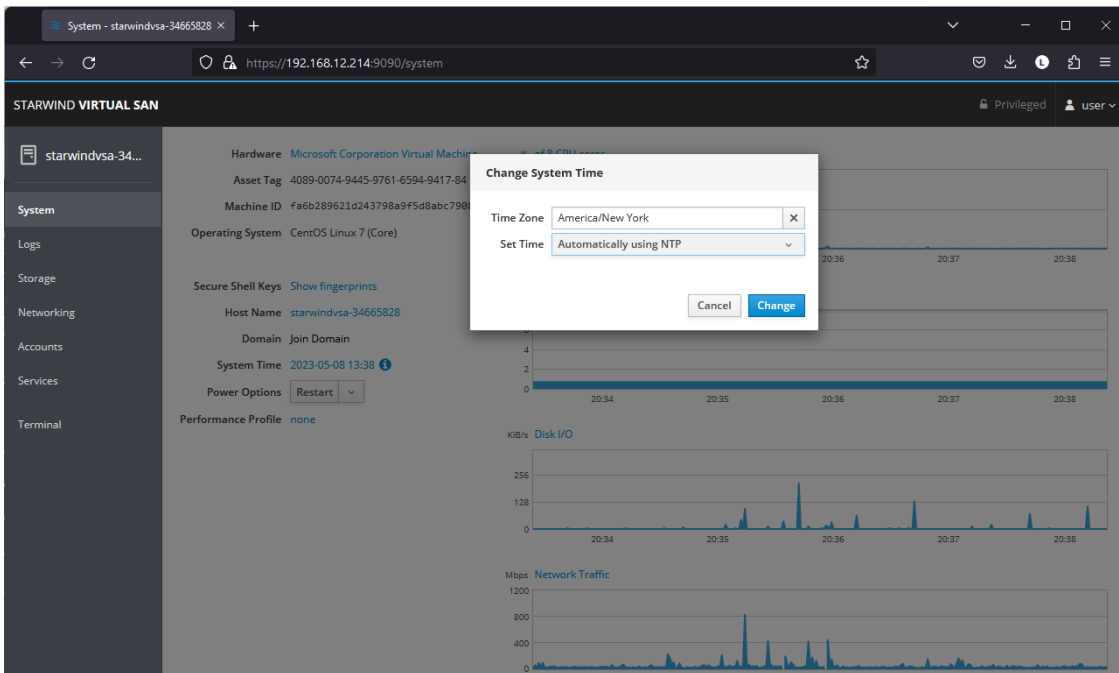 System - starwindvsa-34665828
https://192.168.12.214:9090/system
STARWIND VIRTUAL SAN
Privileged
user
starwindvsa-34...
System
Logs
Storage
Networking
Accounts
Services
Terminal
Hardware Microsoft Corporation Virtual Machine
Asset Tag 4089-0074-9445-9761-6594-9417-84
Machine ID
Operating System CentOS Linux 7 (Core)
Secure Shell Keys Show fingerprints
Host Name starwindvsa-34665828
Domain Join Domain
System Time 2023-05-08 13:38
Power Options Restart
Performance Profile none
% of 8 CPU cores
Change System Time
Time Zone America/New York
Set Time Automatically using NTP
Cancel Change
20:36 20:37 20:38
4
2
0
20:34 20:35 20:36 20:37 20:38
KiB/s Disk I/O
256
128
0
20:34 20:35 20:36 20:37 20:38
Mbps Network Traffic
1200
800
400
0